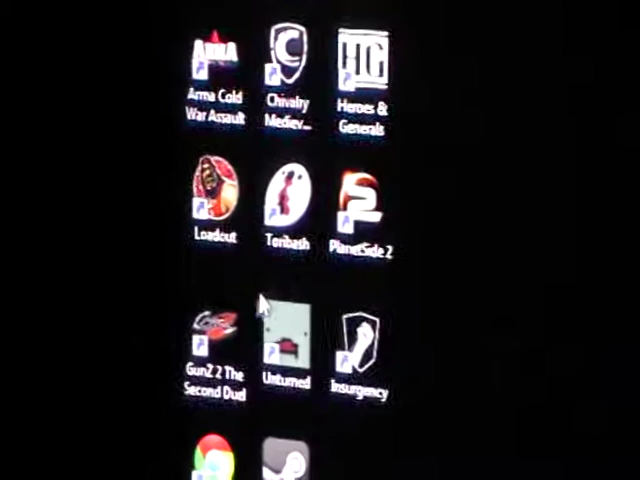 ARMA
Arma Cold
War Assault
C
Chivalry
Mediev...
HG
Heroes &
Generals
Loadout
Toribash
PlanetSide 2
GunZ 2 The
Second Duel
Unturned
Insurgency